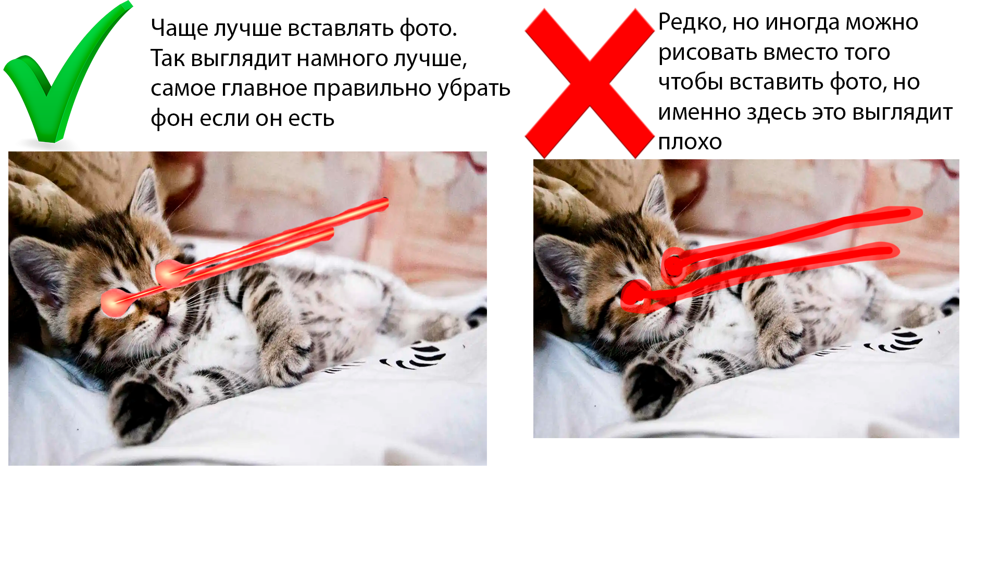 Чаще лучше вставлять фото.
Так выглядит намного лучше,
самое главное правильно убрать
фон если он есть
Редко, но иногда можно
рисовать вместо того
чтобы вставить фото, но
именно здесь это выглядит
плохо